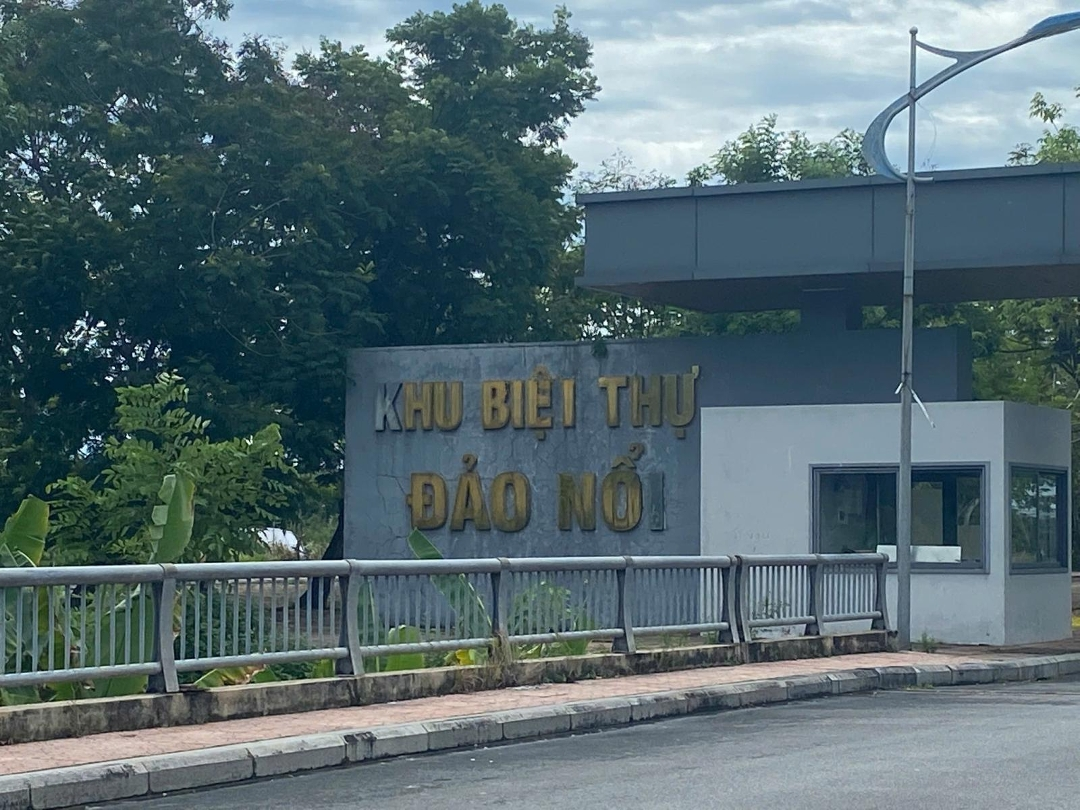 KHU BIỆT THỰ
ĐẢO NỔI